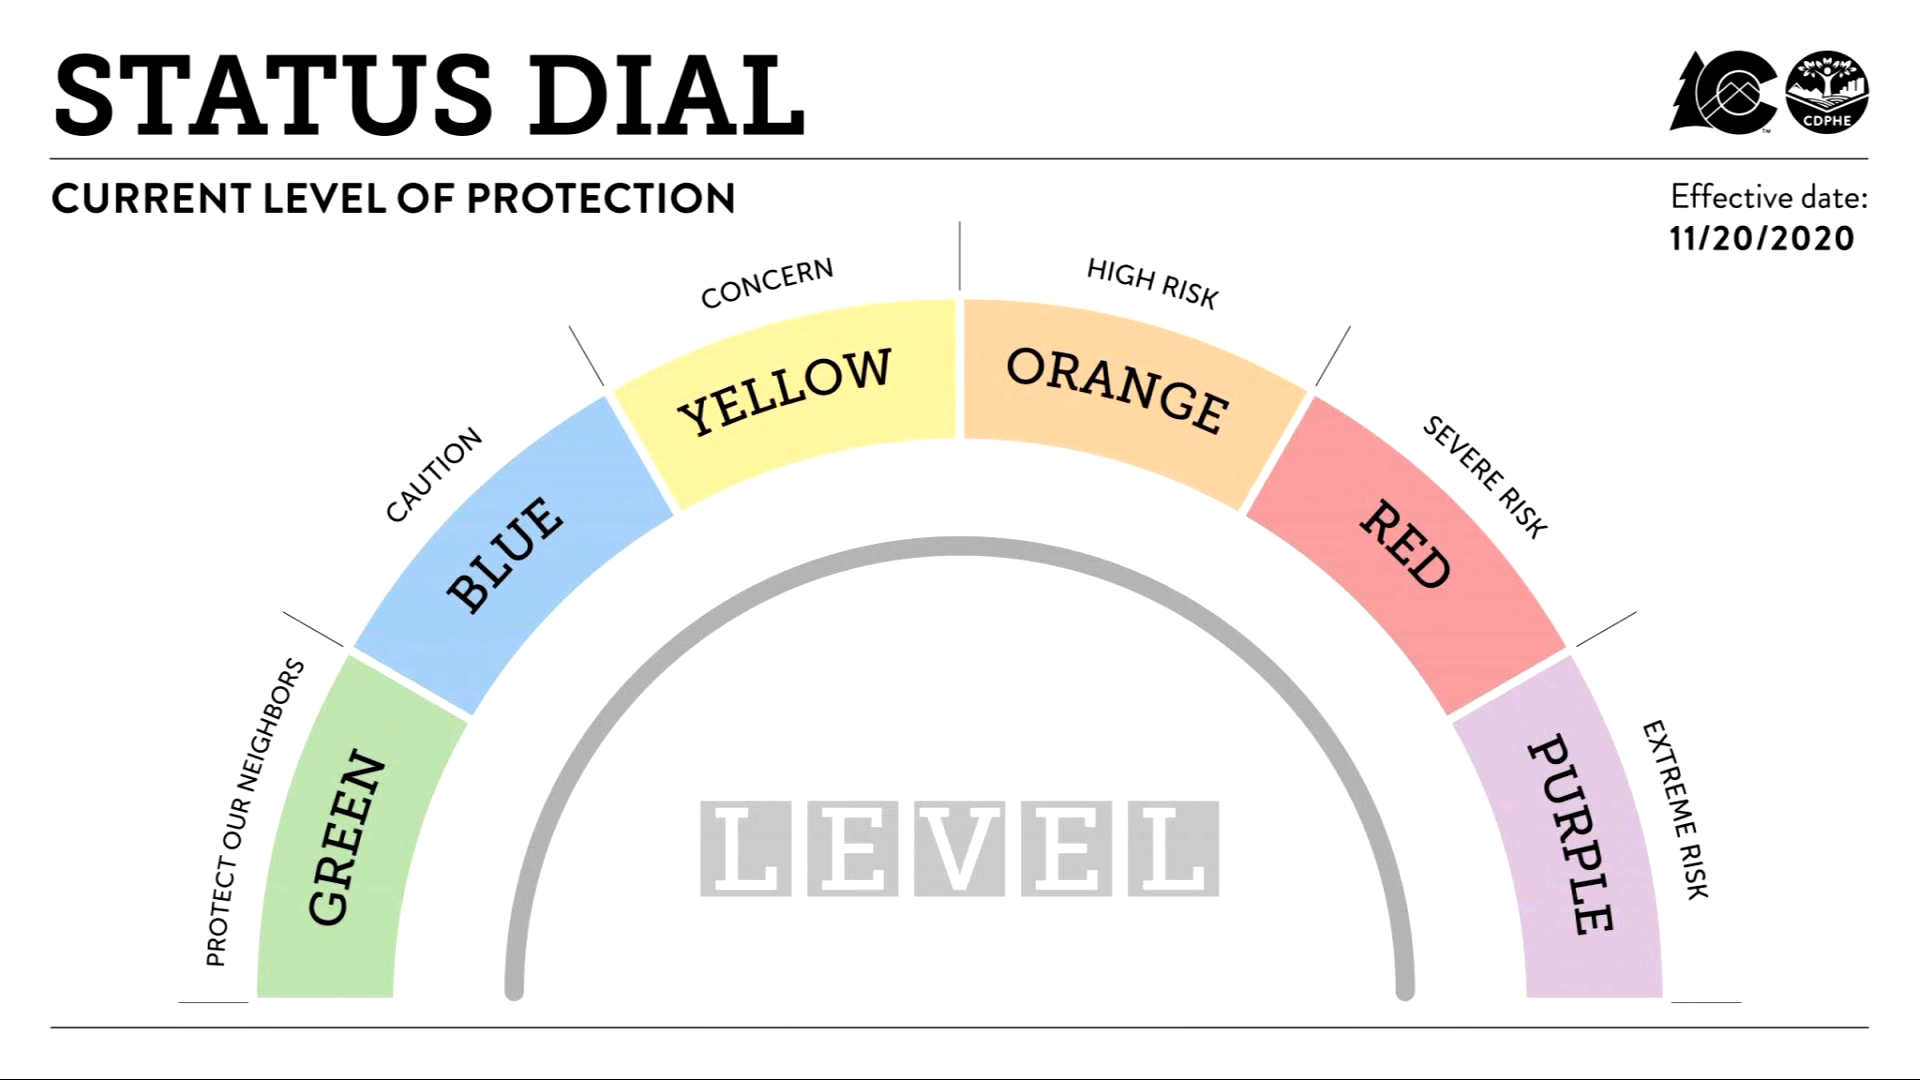 STATUS DIAL
CDPHE
TM
CURRENT LEVEL OF PROTECTION
Effective date:
11/20/2020
PROTECT OUR NEIGHBORS
GREEN
CAUTION
BLUE
CONCERN
YELLOW
HIGH RISK
ORANGE
SEVERE RISK
RED
EXTREME RISK
PURPLE
LEVEL